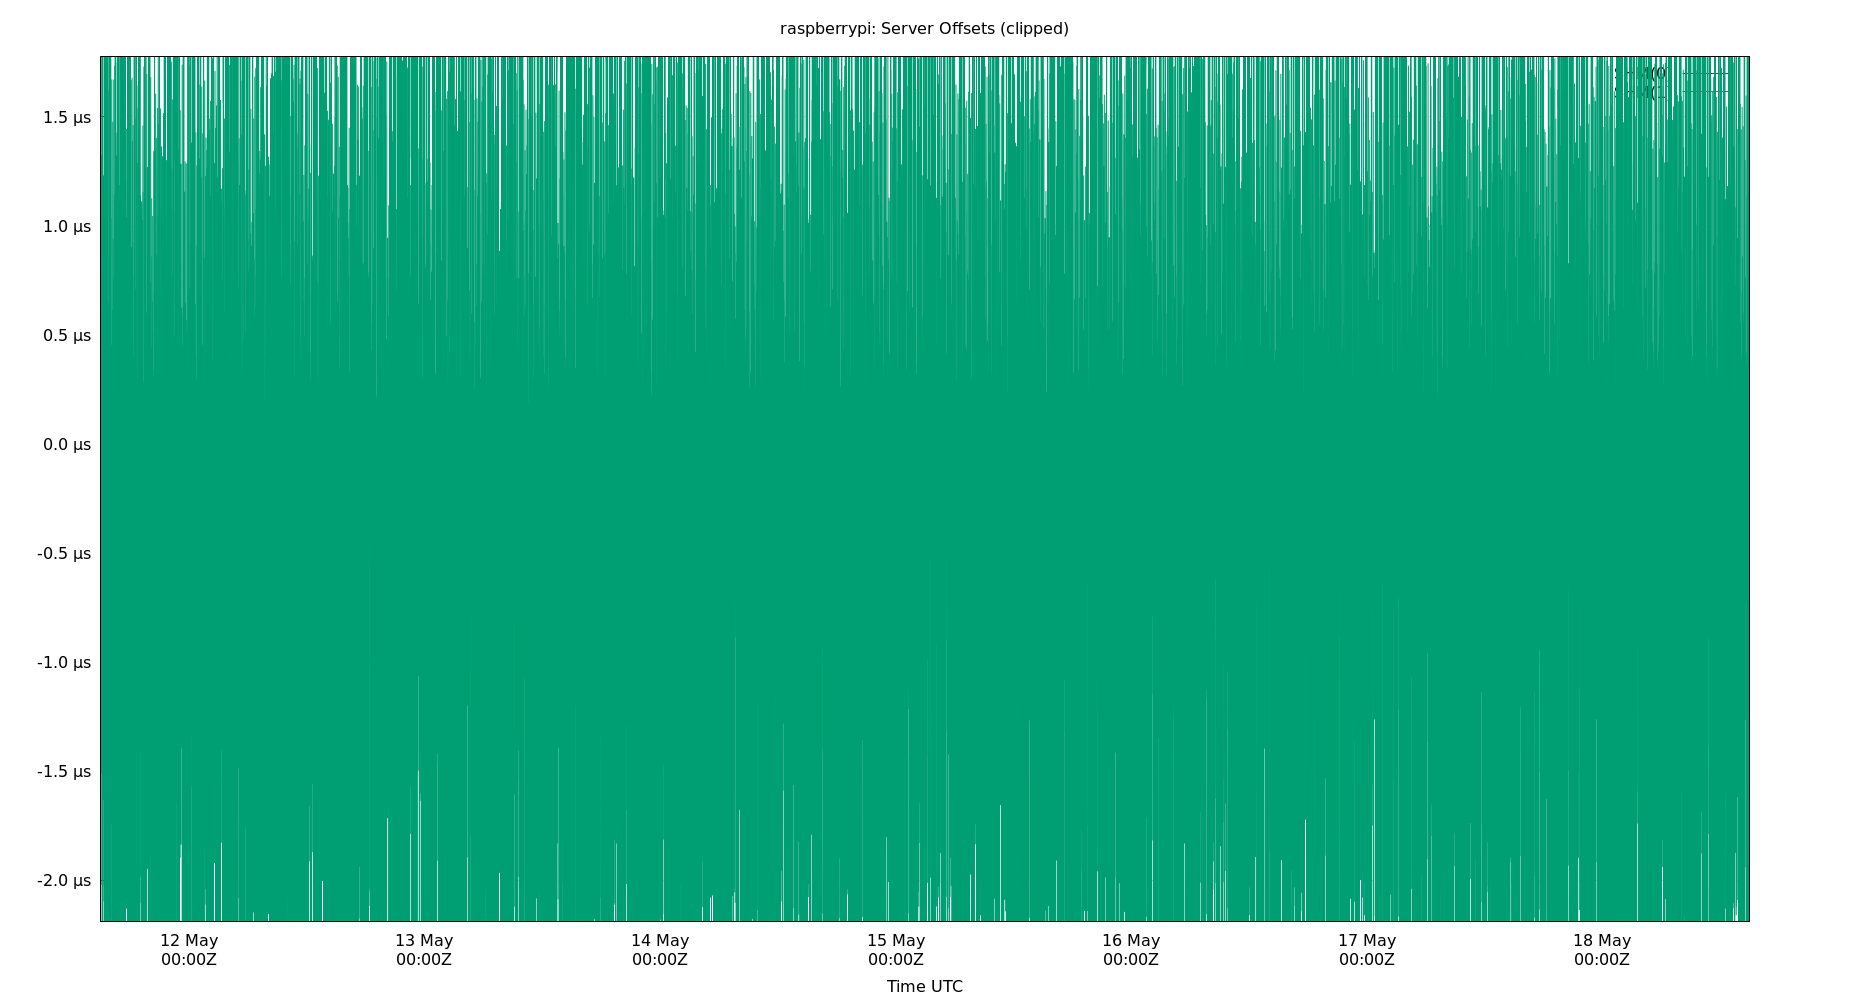 raspberrypi: Server Offsets (clipped)
1.5 µs
1.0 µs
0.5 µs
0.0 µs
-0.5 µs
-1.0 µs
-1.5 µs
-2.0 µs
12 May
00:00Z
13 May
00:00Z
14 May
00:00Z
15 May
00:00Z
16 May
00:00Z
17 May
00:00Z
18 May
00:00Z
Time UTC